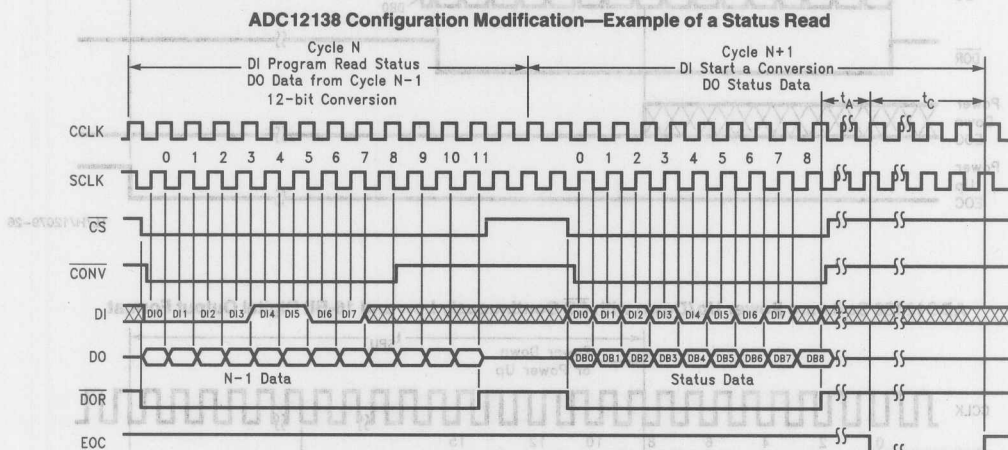 ADC12138 Configuration Modification—Example of a Status Read
Cycle N
DI Program Read Status
DO Data from Cycle N-1
12-bit Conversion
Cycle N+1
DI Start a Conversion
DO Status Data
tA
tC
CCLK
0 1 2 3 4 5 6 7 8 9 10 11 0 1 2 3 4 5 6 7 8
SCLK
CS
CONV
DI DI0 DI1 DI2 DI3 DI4 DI5 DI6 DI7 DI0 DI1 DI2 DI3 DI4 DI5 DI6 DI7
DO DB0 DB1 DB2 DB3 DB4 DB5 DB6 DB7 DB8
N-1 Data
Status Data
DOR
EOC